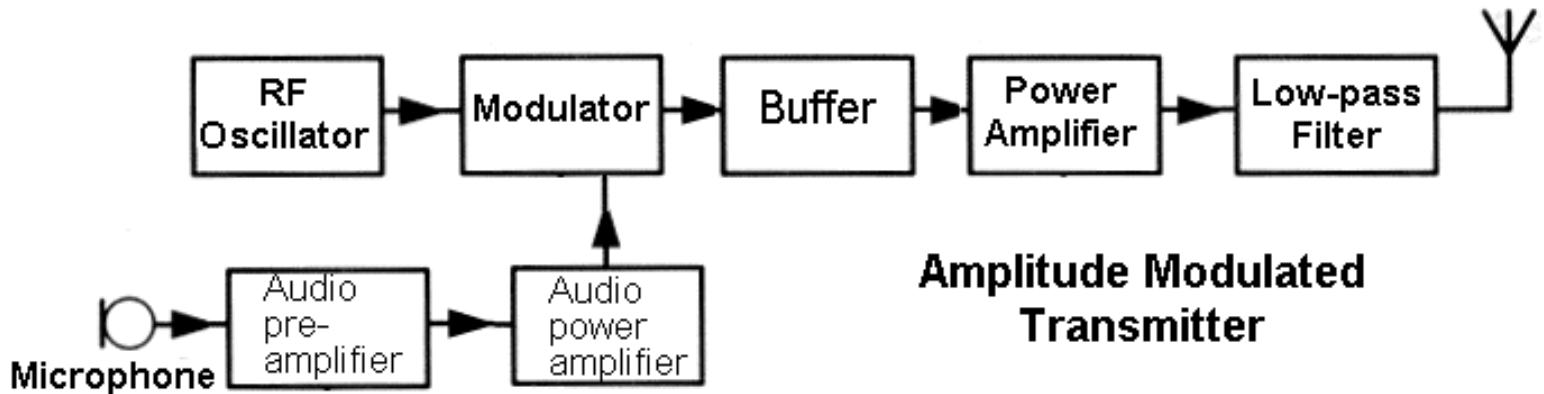 RF
Oscillator
Modulator
Buffer
Power
Amplifier
Low-pass
Filter
Microphone
Audio
pre-
amplifier
Audio
power
amplifier
Amplitude Modulated
Transmitter